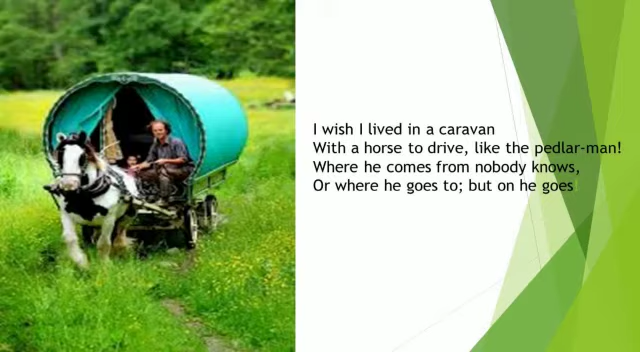 I wish I lived in a caravan
With a horse to drive, like the pedlar-man!
Where he comes from nobody knows,
Or where he goes to; but on he goes!